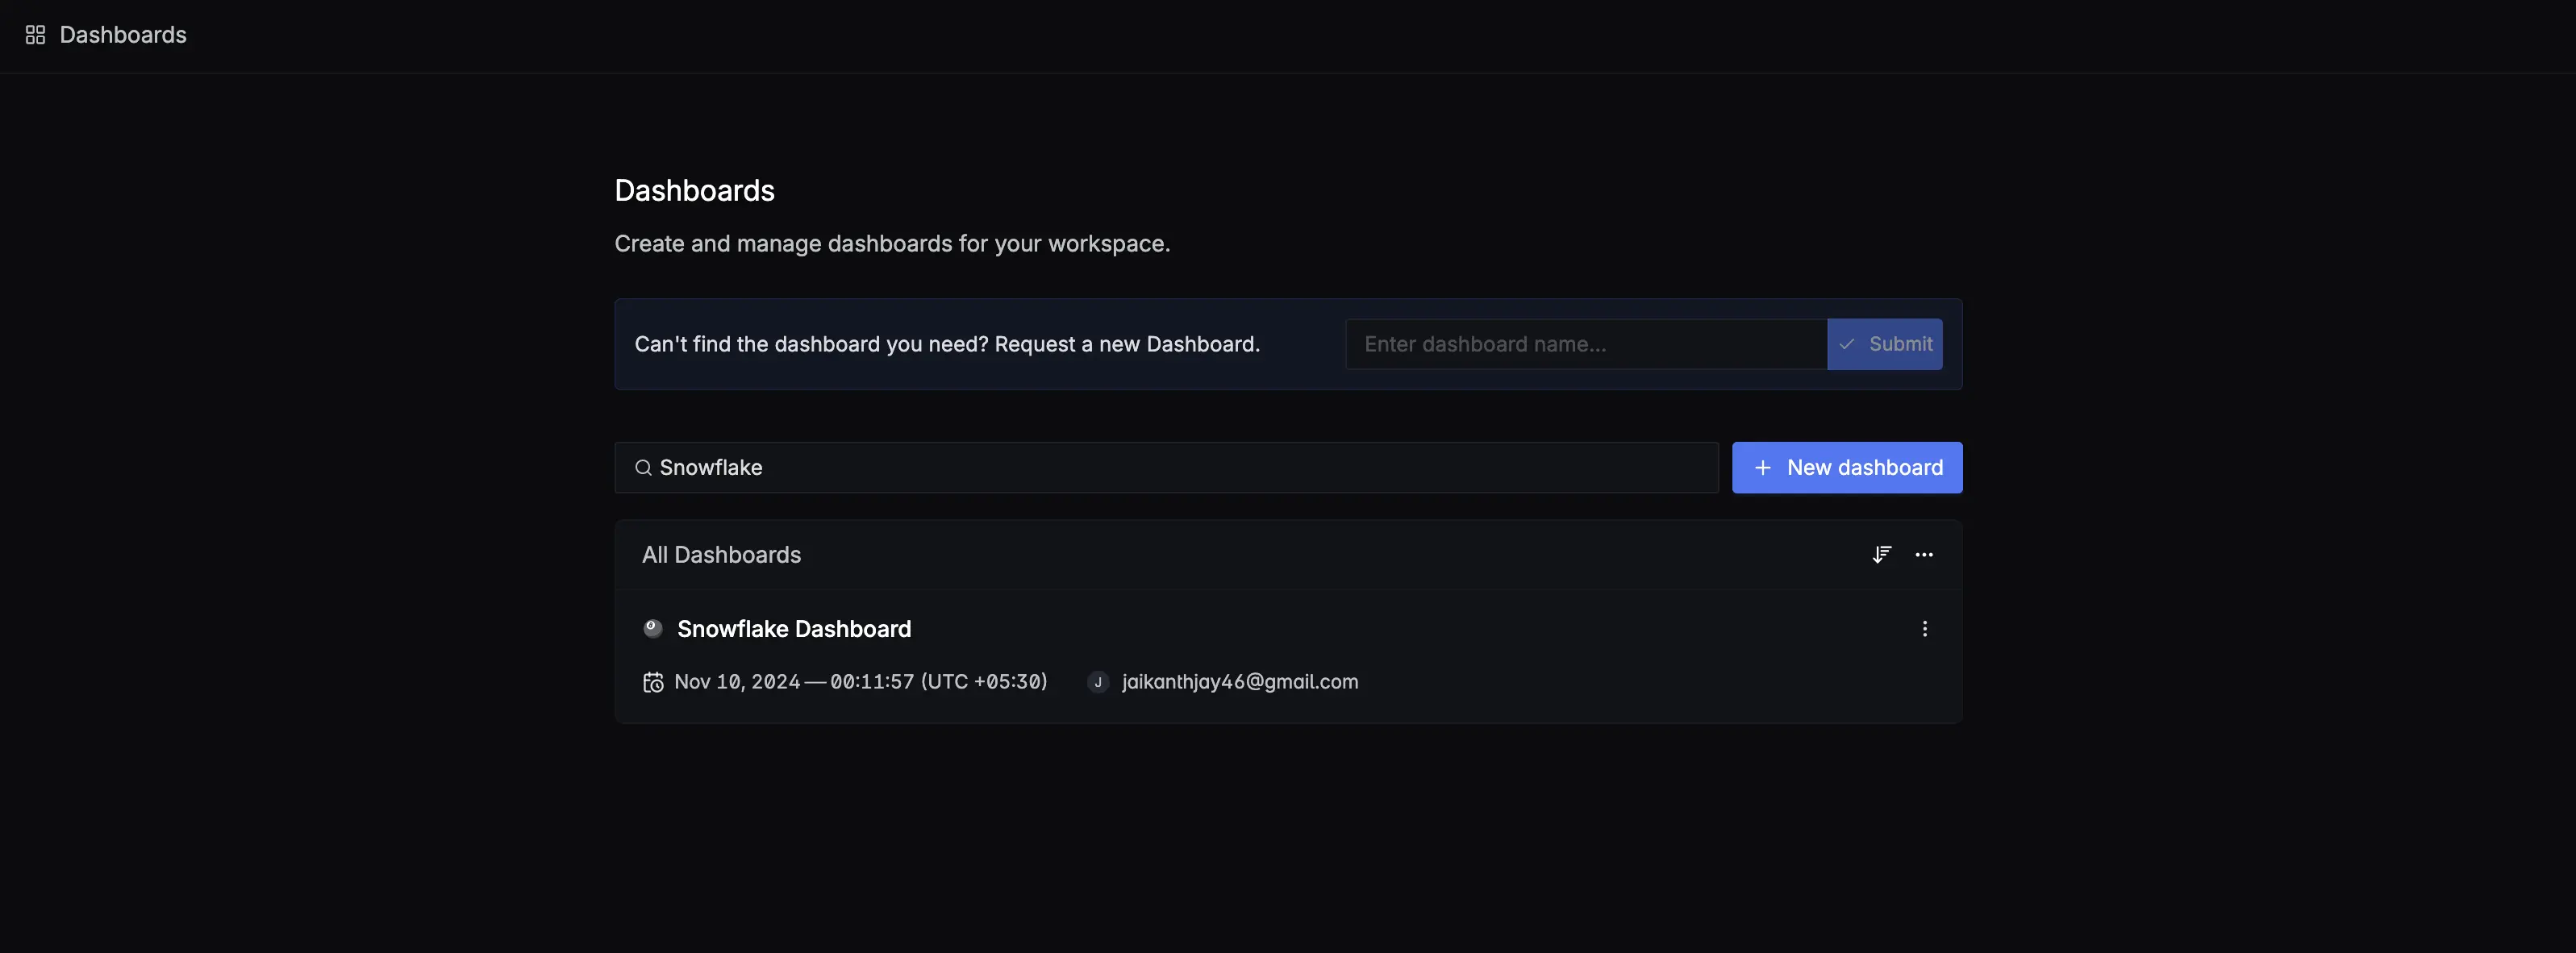 Dashboards
Dashboards
Create and manage dashboards for your workspace.
Can't find the dashboard you need? Request a new Dashboard.
Enter dashboard name...
Submit
Snowflake
New dashboard
All Dashboards
Snowflake Dashboard
Nov 10, 2024 — 00:11:57 (UTC +05:30)
J jaikanthjay46@gmail.com